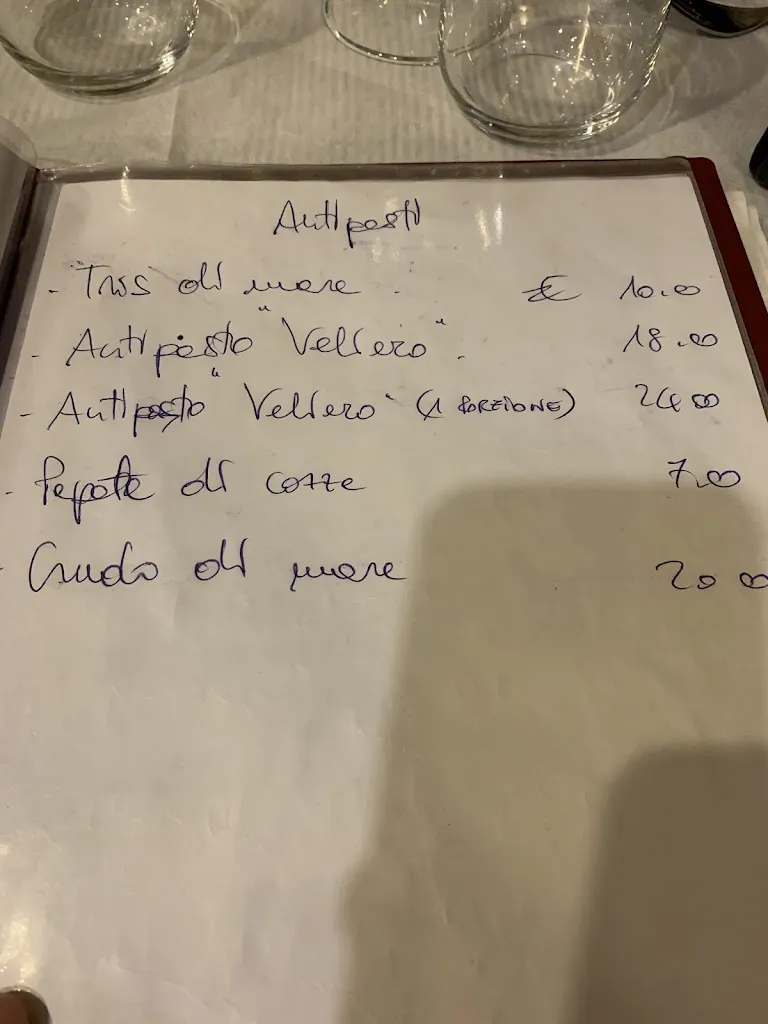 Antipasti
- Tris di mare. € 10.00
- Antipasto "Veliero". 18.00
- Antipasto "Veliero" (1 PORZIONE) 24 00
- Pepata di cozze 7.00
- Crudo di mare 20 00